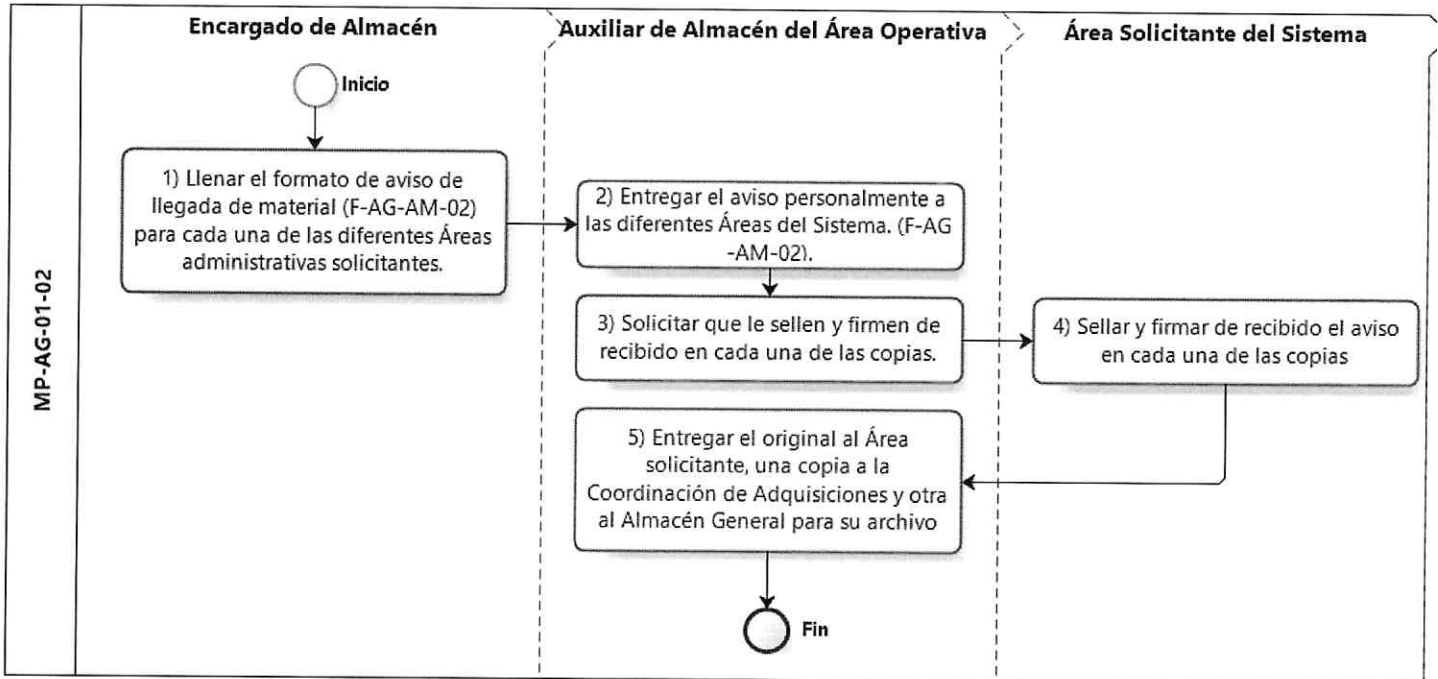 Encargado de Almacén
Auxiliar de Almacén del Área Operativa
Área Solicitante del Sistema
MP-AG-01-02
Inicio
1) Llenar el formato de aviso de
llegada de material (F-AG-AM-02)
para cada una de las diferentes Áreas
administrativas solicitantes.
2) Entregar el aviso personalmente a
las diferentes Áreas del Sistema. (F-AG
-AM-02).
3) Solicitar que le sellen y firmen de
recibido en cada una de las copias.
4) Sellar y firmar de recibido el aviso
en cada una de las copias
5) Entregar el original al Área
solicitante, una copia a la
Coordinación de Adquisiciones y otra
al Almacén General para su archivo
Fin